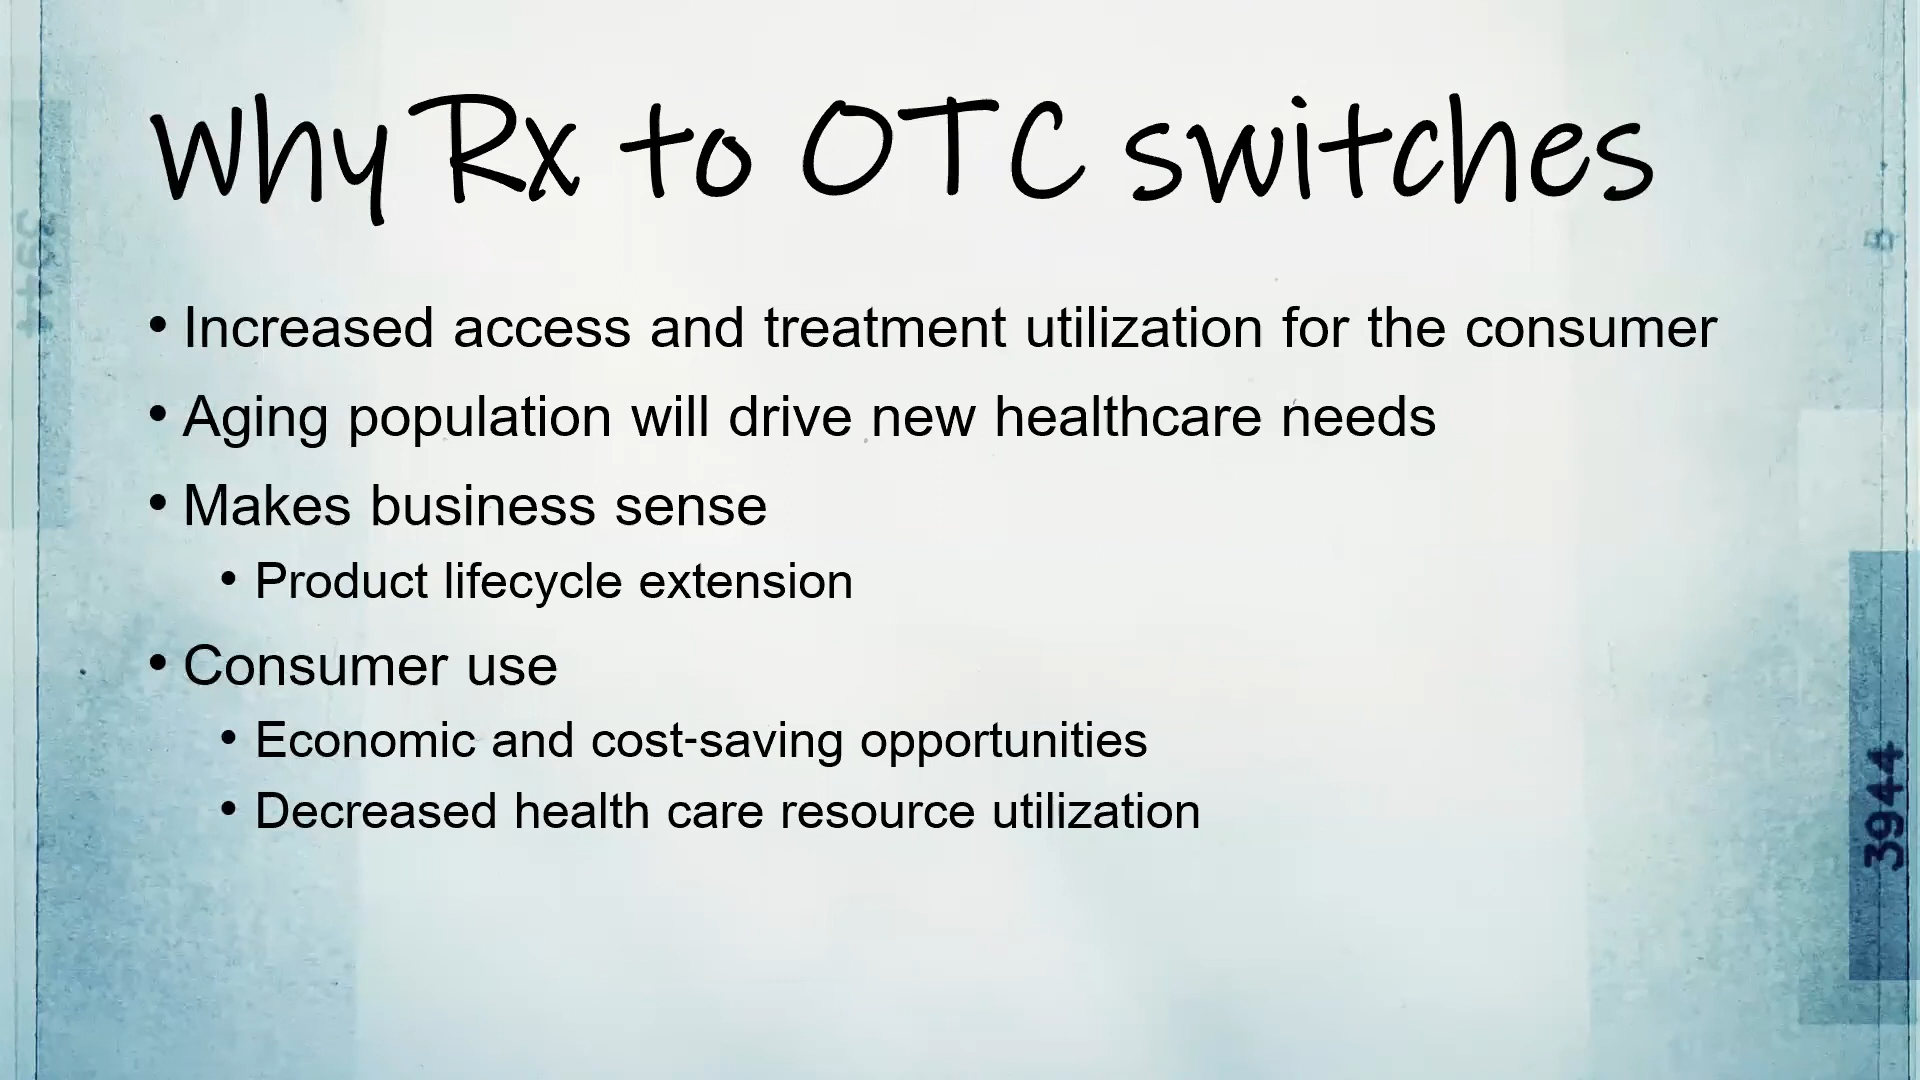 Why Rx to OTC switches
• Increased access and treatment utilization for the consumer
• Aging population will drive new healthcare needs
• Makes business sense
• Product lifecycle extension
• Consumer use
• Economic and cost-saving opportunities
• Decreased health care resource utilization
3944
3944
8